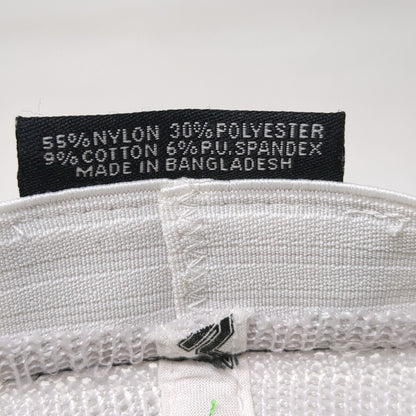 55% NYLON 30% POLYESTER
9% COTTON 6% P.U. SPANDEX
MADE IN BANGLADESH